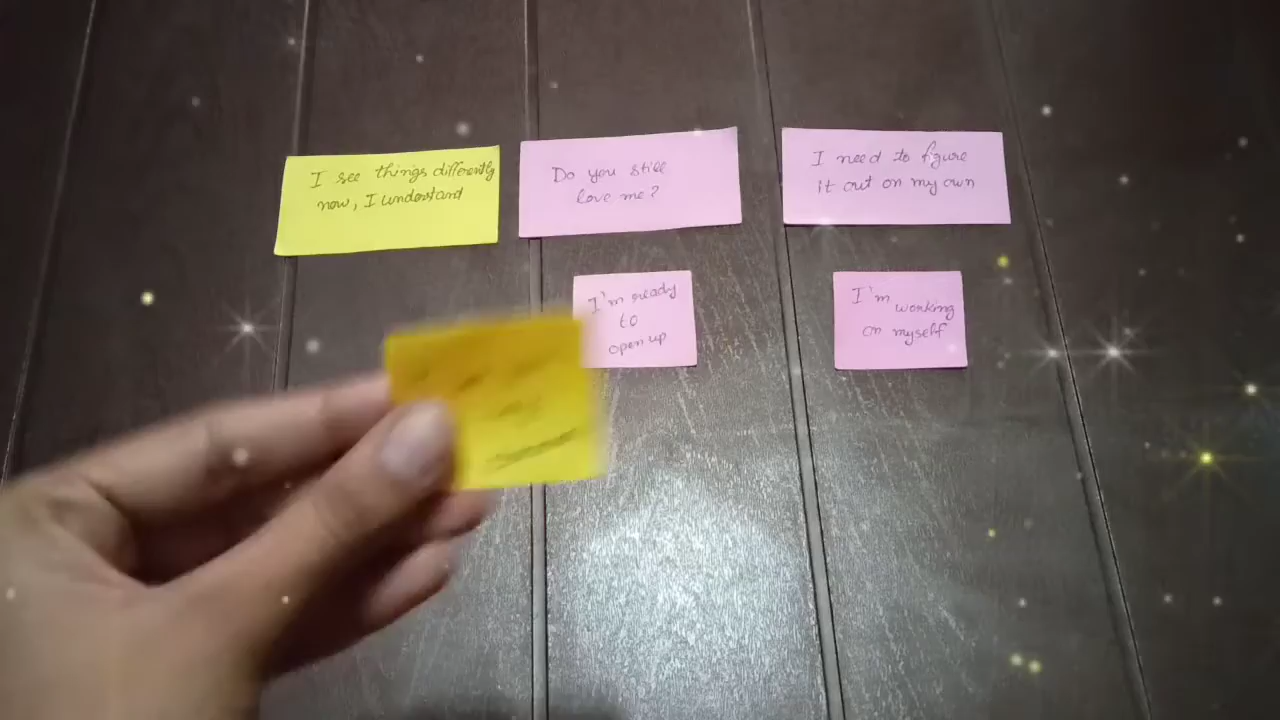 I see things differently
now, I understand
Do you still
love me?
I need to figure
it out on my own
I'm ready
to
open up
I'm working
on myself